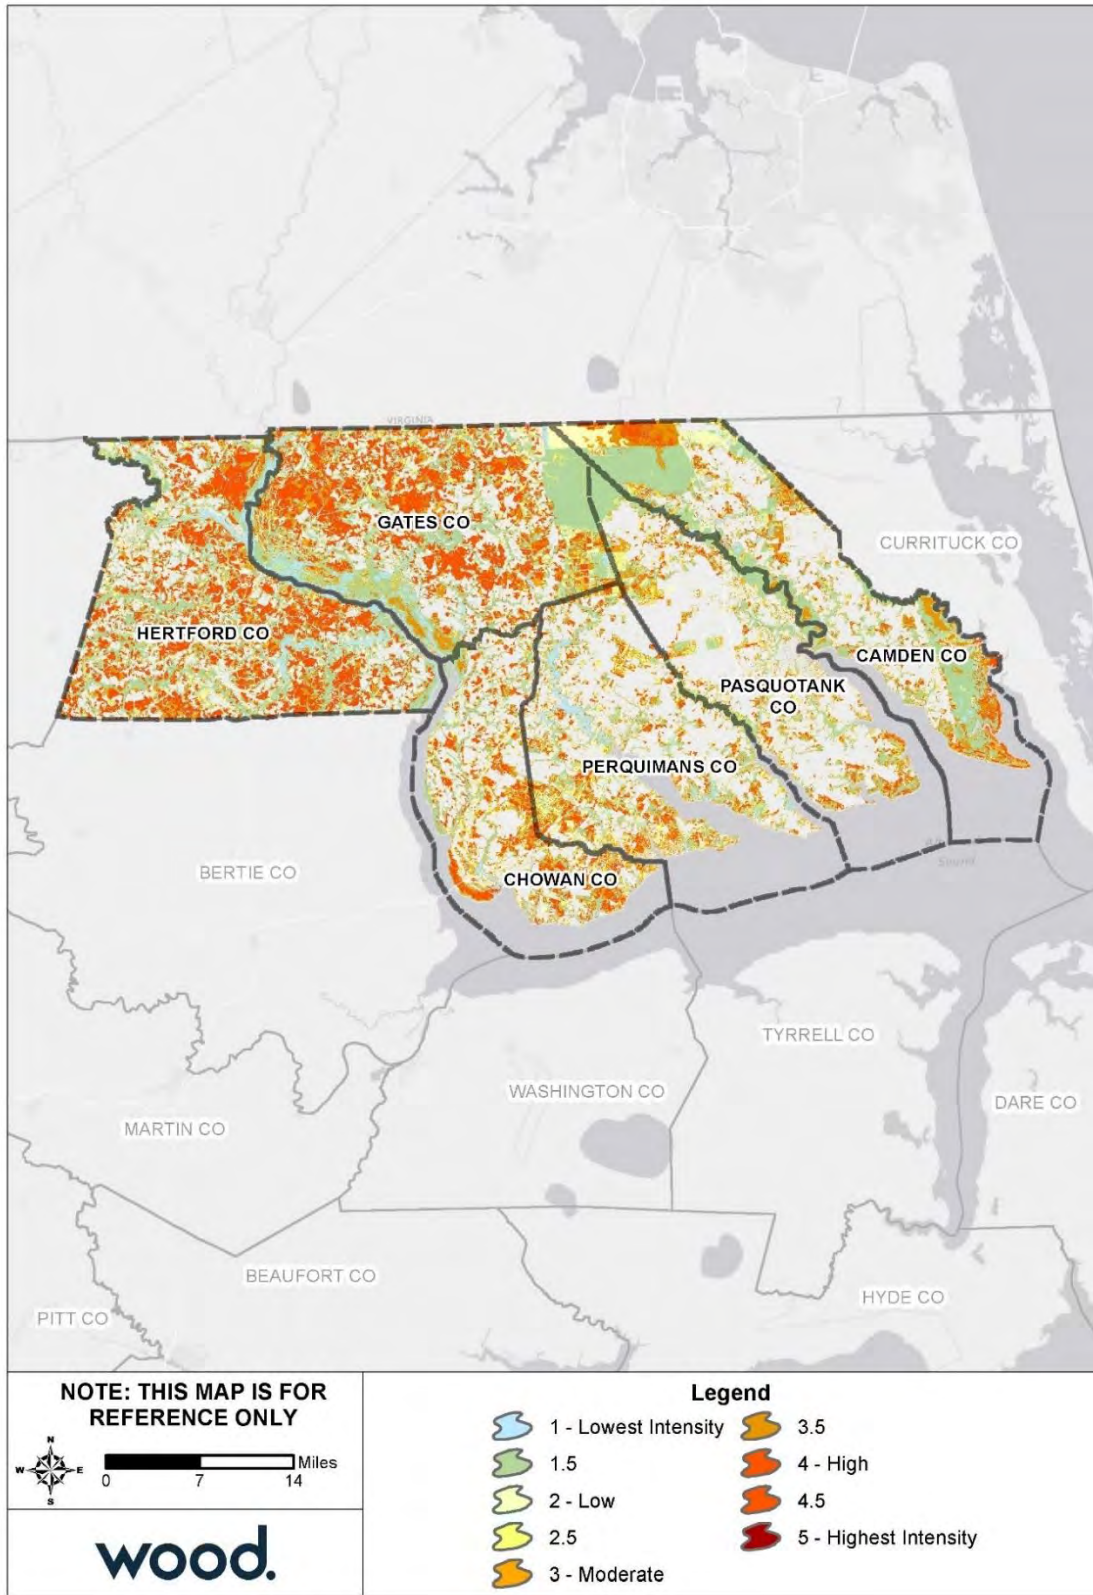 VIRGINIA
GATES CO
CURRITUCK CO
HERTFORD CO
CAMDEN CO
PASQUOTANK
CO
PERQUIMANS CO
BERTIE CO
CHOWAN CO
Sound
TYRRELL CO
WASHINGTON CO
DARE CO
MARTIN CO
BEAUFORT CO
HYDE CO
PITT CO
NOTE: THIS MAP IS FOR
REFERENCE ONLY
N
W E
S
Miles
0 7 14
wood.
Legend
1 - Lowest Intensity
1.5
2 - Low
2.5
3 - Moderate
3.5
4 - High
4.5
5 - Highest Intensity